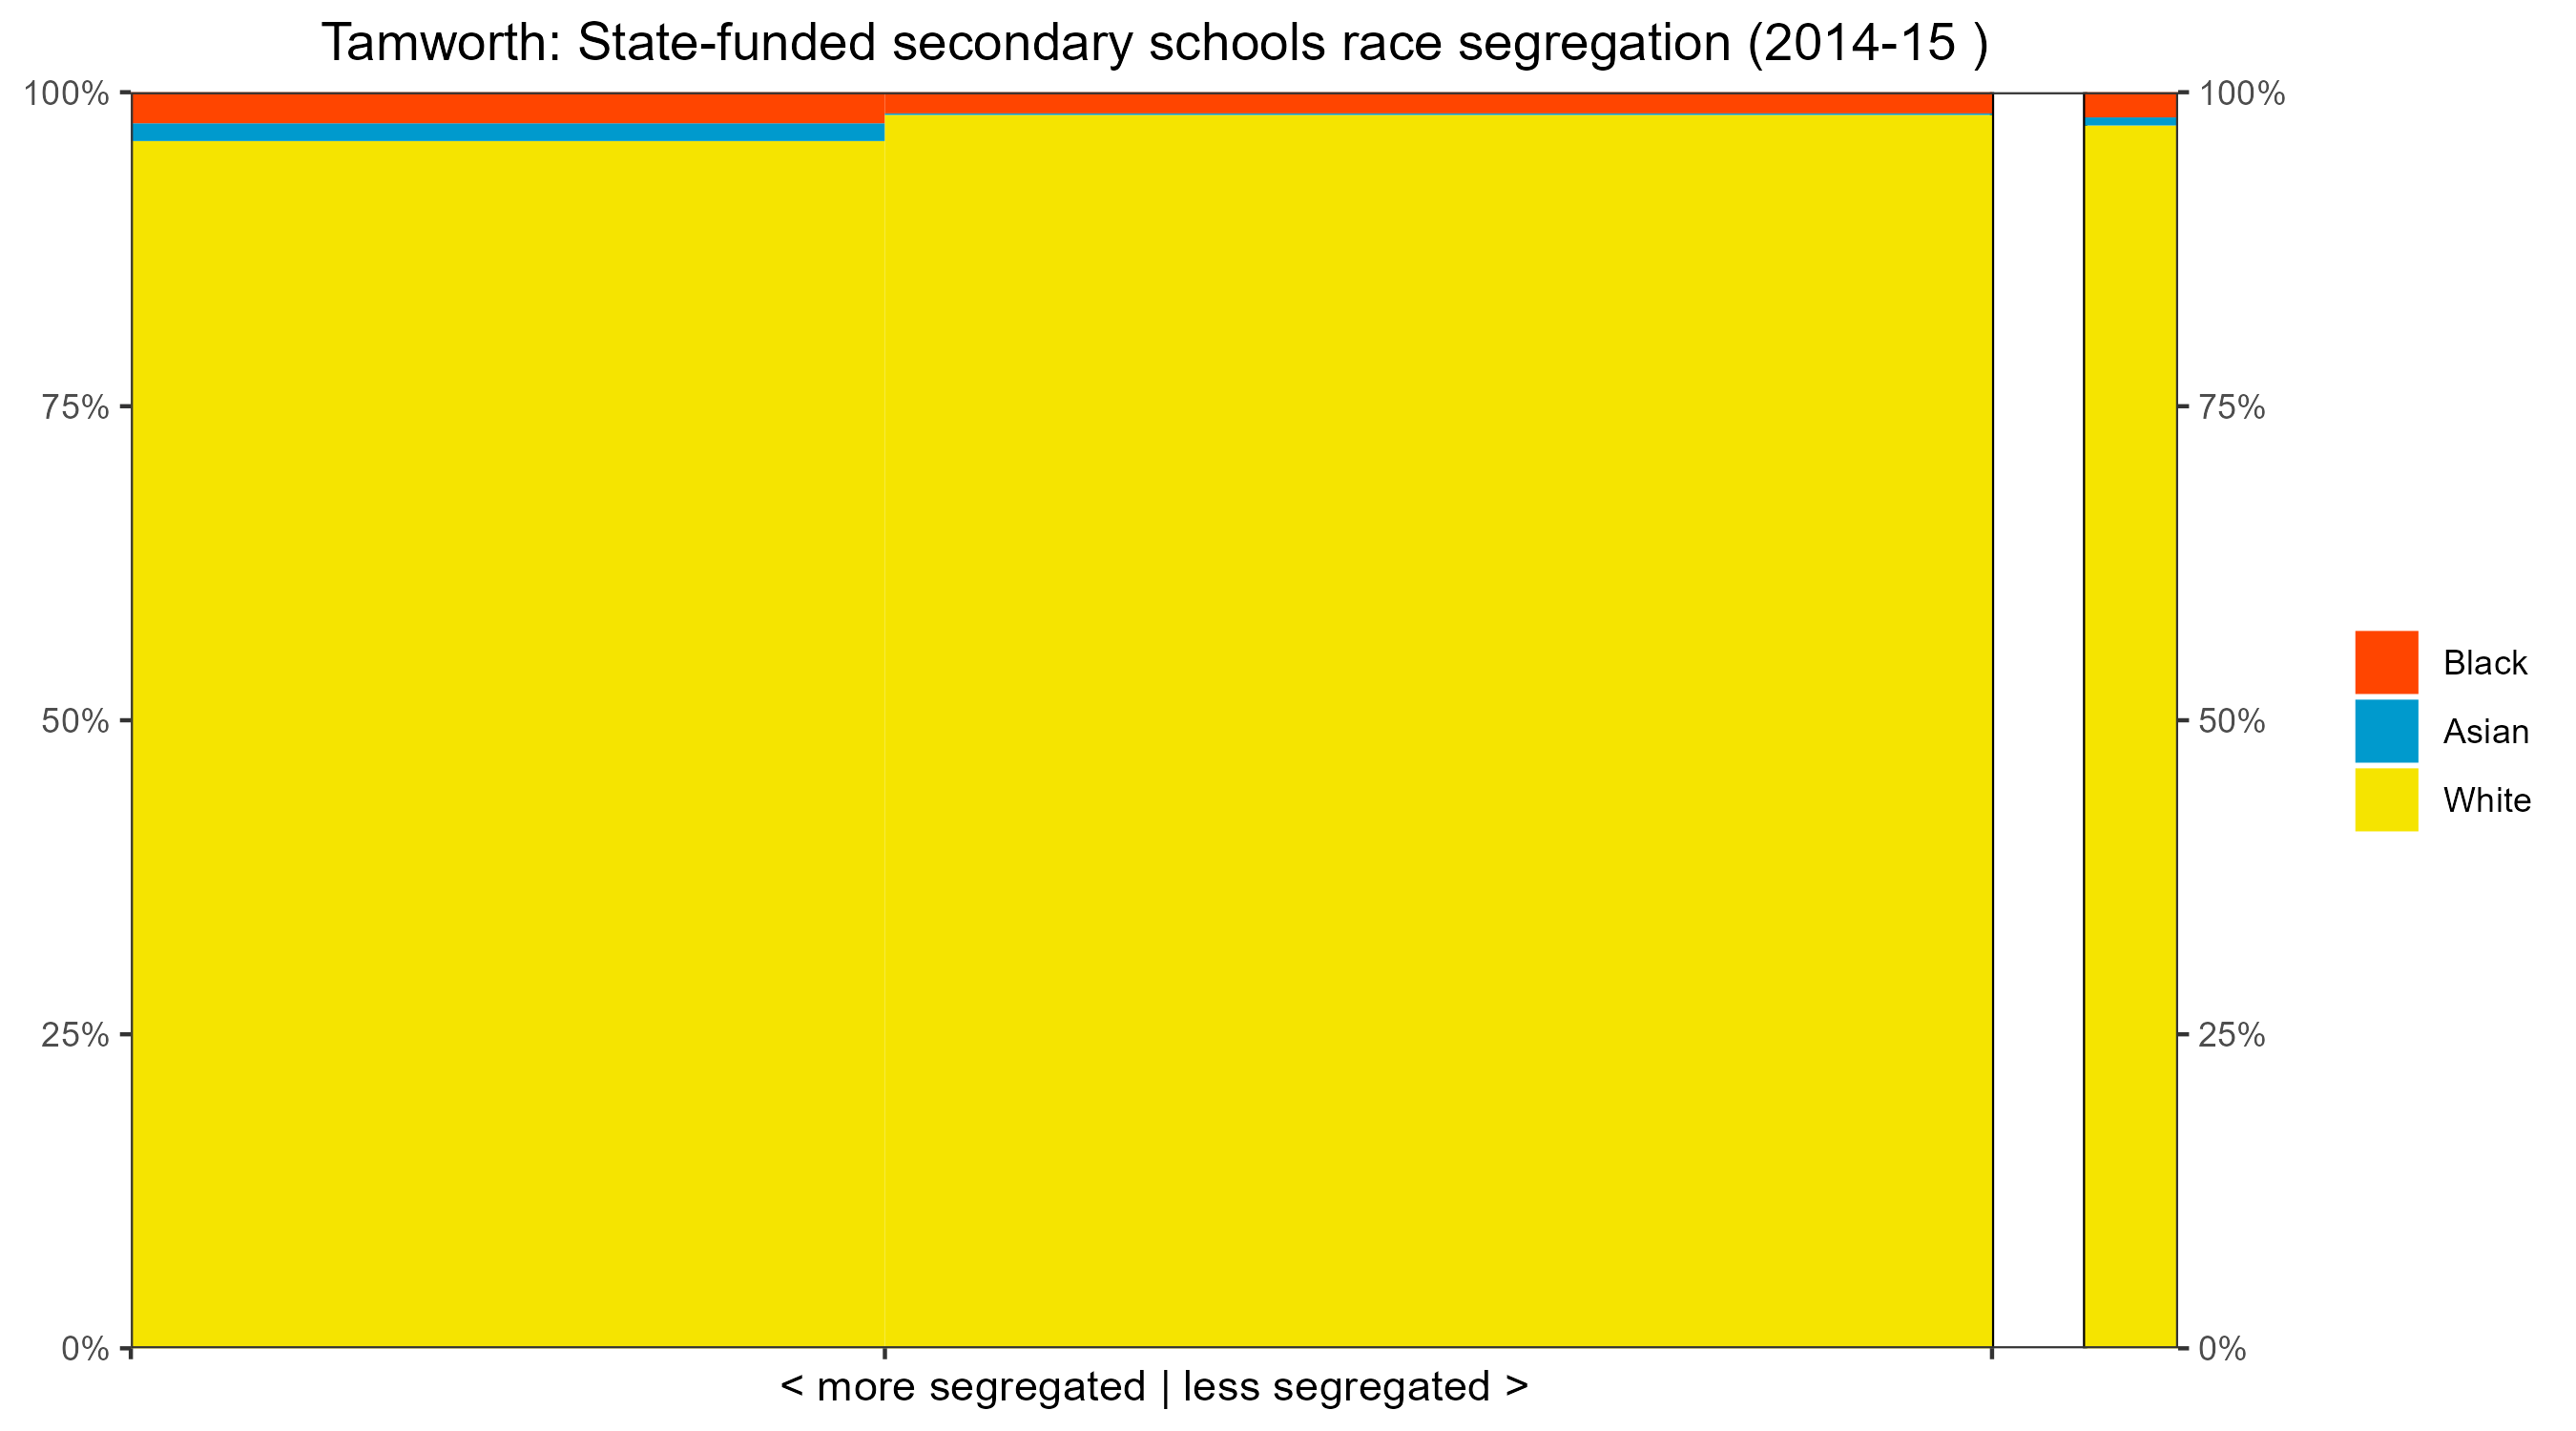 Tamworth: State-funded secondary schools race segregation (2014-15 )
100% 100%
75% 75%
50% 50%
25% 25%
0% 0%
Black
Asian
White
< more segregated | less segregated >